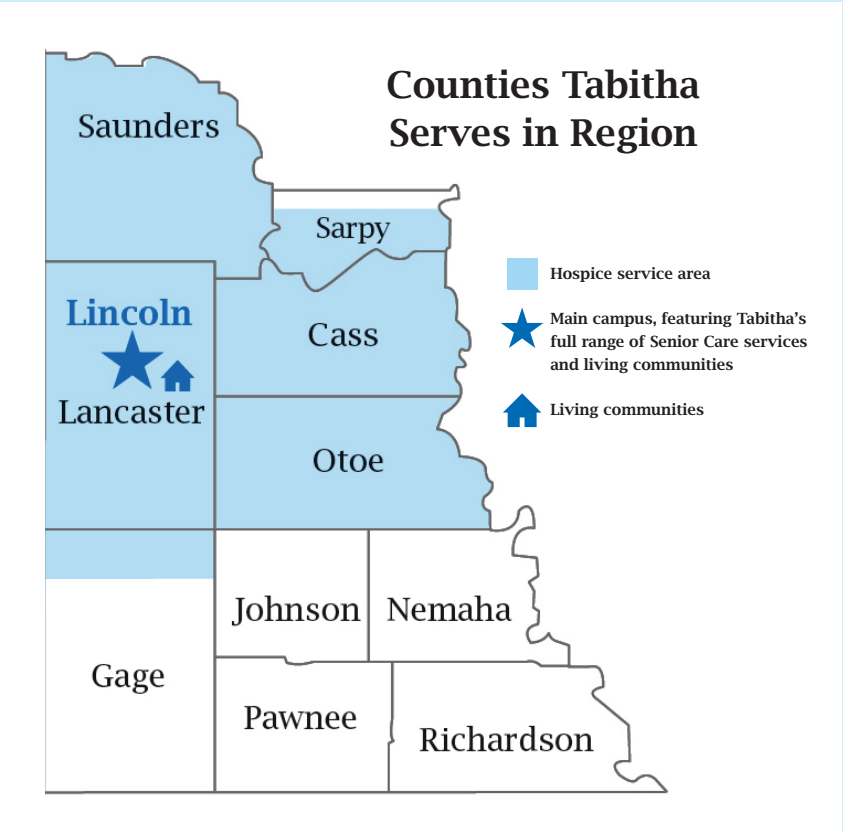 Counties Tabitha
Serves in Region
Saunders
Sarpy
Hospice service area
Lincoln
Main campus, featuring Tabitha's
full range of Senior Care services
and living communities
Cass
Lancaster
Living communities
Otoe
Johnson
Nemaha
Gage
Pawnee
Richardson